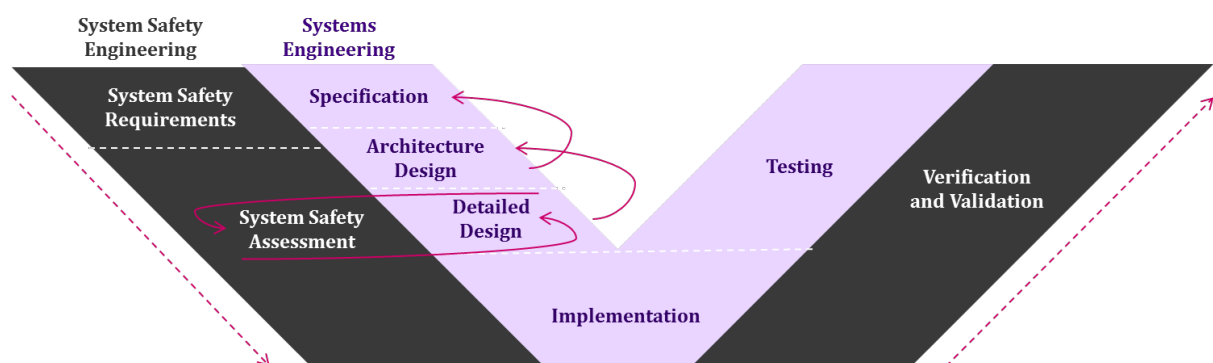 System Safety
Engineering
Systems
Engineering
System Safety
Requirements
Specification
Architecture
Design
System Safety
Assessment
Detailed
Design
Implementation
Testing
Verification
and Validation